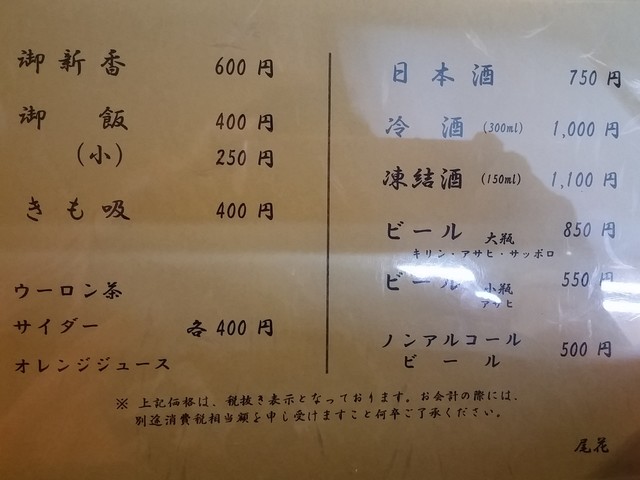 御新香 600円
御飯 400円
(小) 250円
きも吸 400円
ウーロン茶
サイダー 各400円
オレンジジュース
日本酒 750円
冷酒 (300ml) 1,000円
凍結酒 (150ml) 1,100円
ビール 大瓶 850円
キリン・アサヒ・サッポロ
ビール 小瓶 550円
アサヒ
ノンアルコール
ビール 500円
※ 上記価格は、税抜き表示となっております。お会計の際には、
別途消費税相当額を申し受けますこと何卒ご了承ください。
尾花